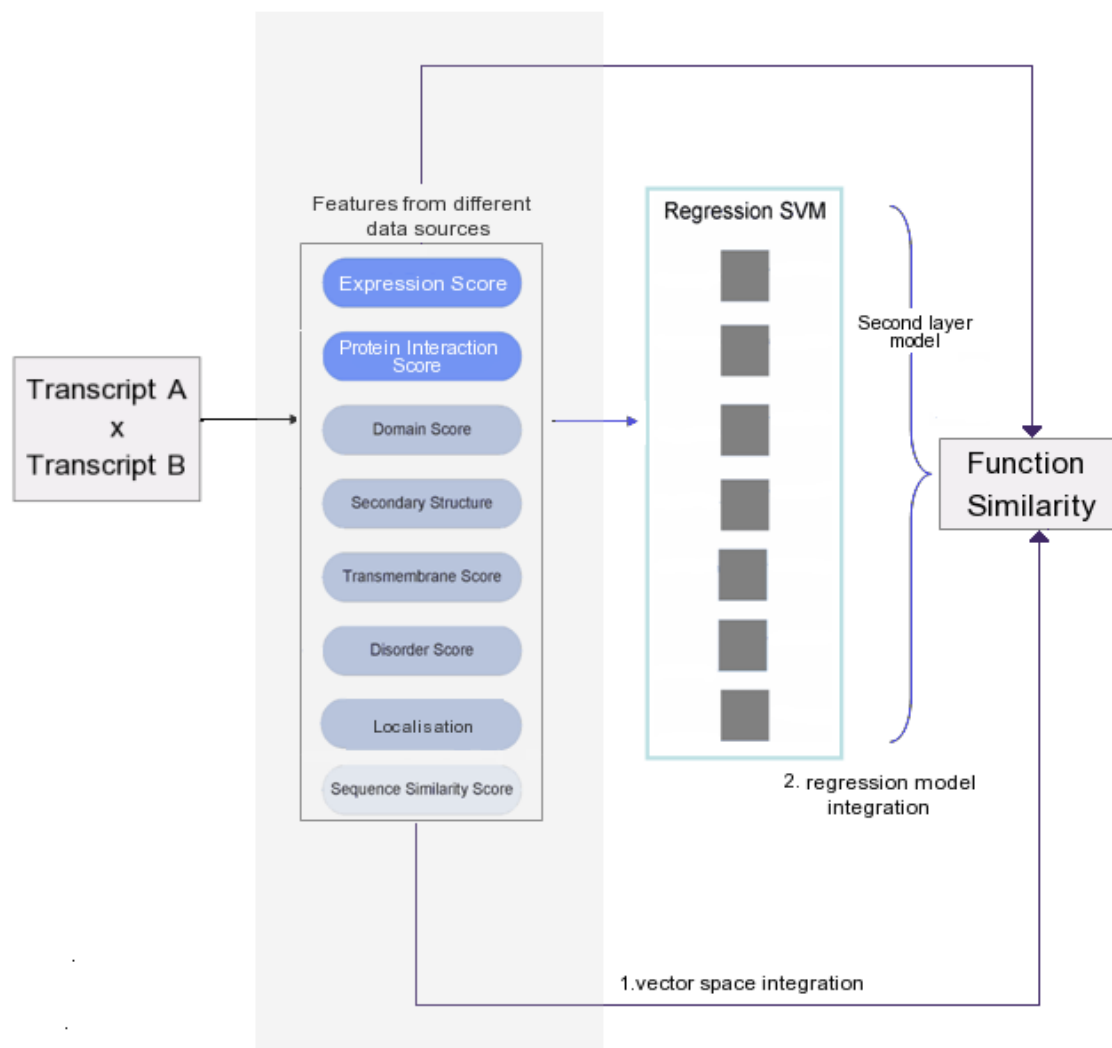 Features from different
data sources
Expression Score
Protein Interaction
Score
Domain Score
Secondary Structure
Transmembrane Score
Disorder Score
Localisation
Sequence Similarity Score
Transcript A
x
Transcript B
Regression SVM
Second layer
model
Function
Similarity
2. regression model
integration
1.vector space integration